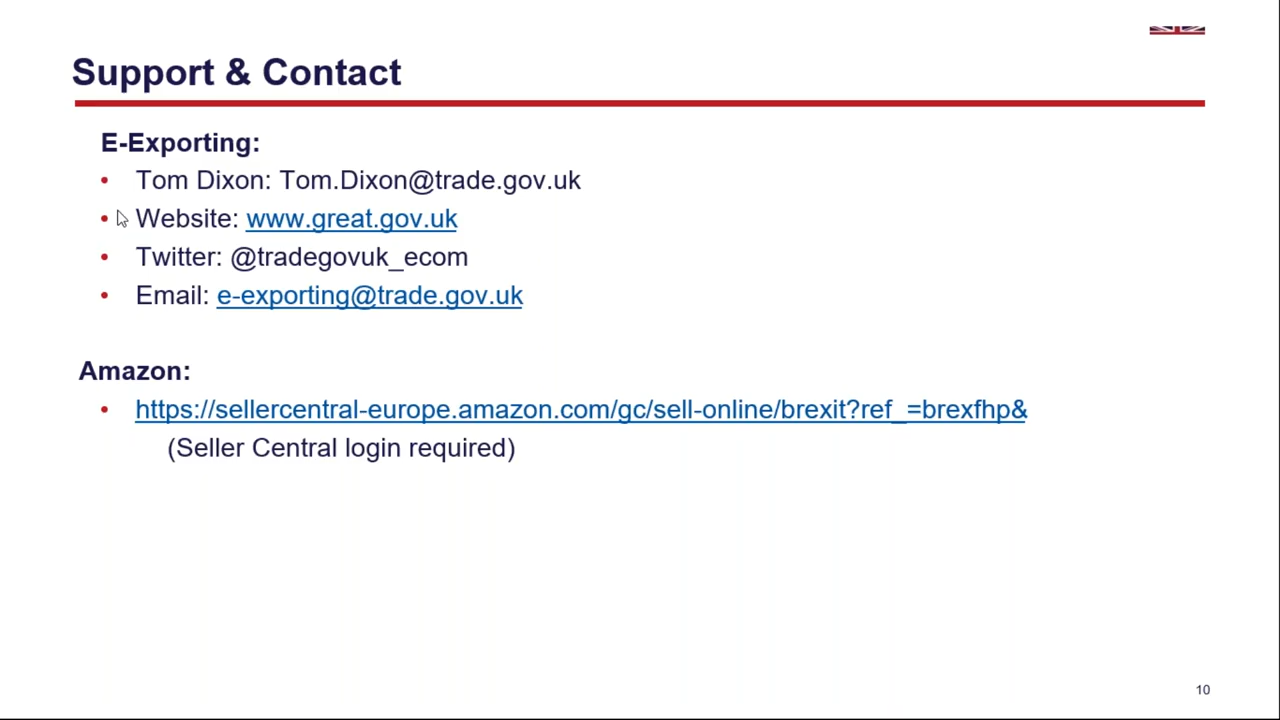 Support & Contact
E-Exporting:
• Tom Dixon: Tom.Dixon@trade.gov.uk
• Website: www.great.gov.uk
• Twitter: @tradegovuk_ecom
• Email: e-exporting@trade.gov.uk
Amazon:
• https://sellercentral-europe.amazon.com/gc/sell-online/brexit?ref_=brexfhp&
(Seller Central login required)
10